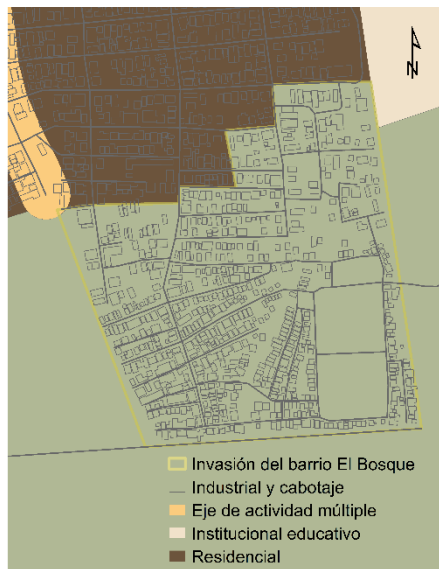 N
Invasión del barrio El Bosque
Industrial y cabotaje
Eje de actividad múltiple
Institucional educativo
Residencial